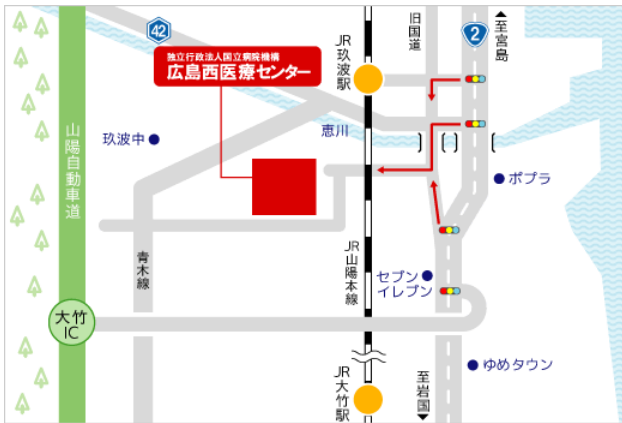 42
独立行政法人国立病院機構
広島西医療センター
JR
玖波駅
旧国道
2
至宮島
山陽自動車道
玖波中
恵川
ポプラ
青木線
JR山陽本線
セブン
イレブン
大竹
IC
JR
大竹駅
至岩国
ゆめタウン